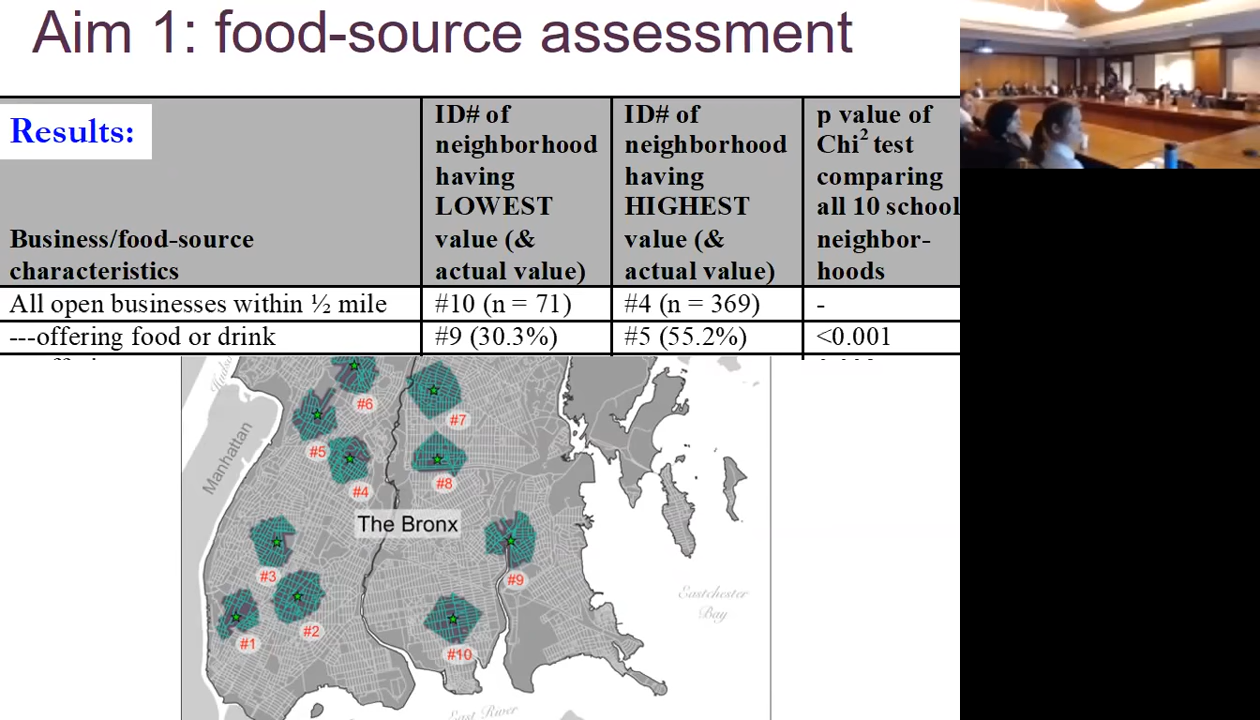 Aim 1: food-source assessment
Results:
Business/food-source
characteristics
ID# of
neighborhood
having
LOWEST
value (&
actual value)
ID# of
neighborhood
having
HIGHEST
value (&
actual value)
p value of
Chi2 test
comparing
all 10 school
neighbor-
hoods
All open businesses within ½ mile #10 (n = 71) #4 (n = 369) -
---offering food or drink #9 (30.3%) #5 (55.2%) <0.001
#6
#7
Manhattan
#5
#8
#4
The Bronx
#3
#9
Eastchester
Bay
#2
#1
#10
East River